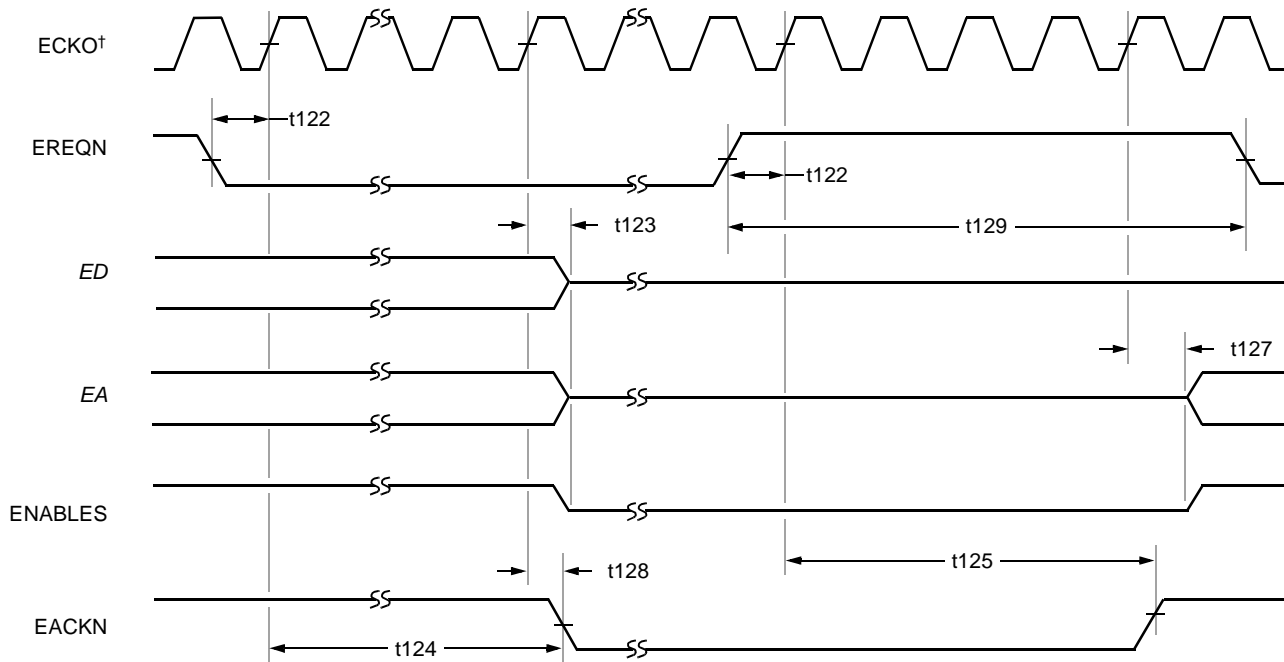 ECKO†
EREQN
t122
t122
t123
t129
ED
t127
EA
ENABLES
t128
t125
EACKN
t124